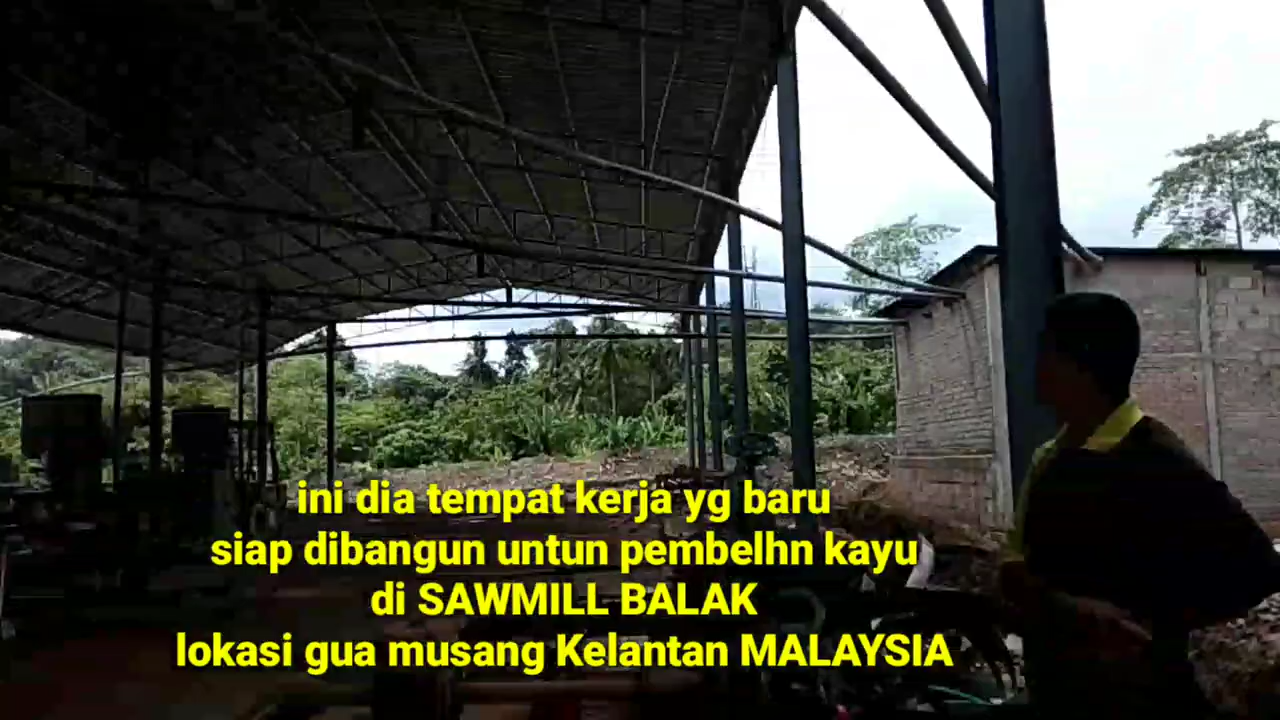 ini dia tempat kerja yg baru
siap dibangun untun pembelhn kayu
di SAWMILL BALAK
lokasi gua musang Kelantan MALAYSIA